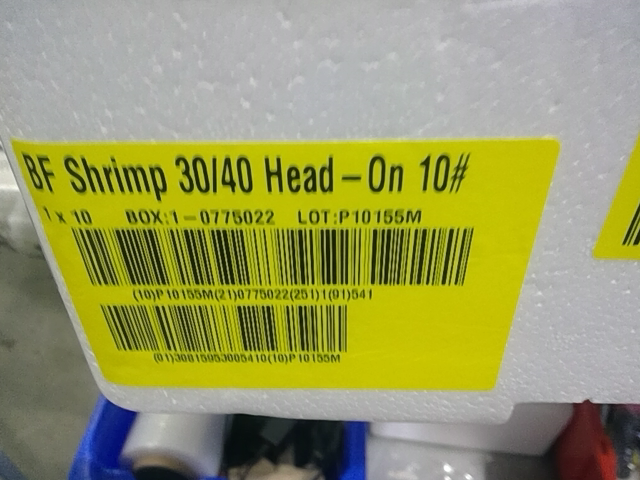 BF Shrimp 30/40 Head-On 10#
1 x 10 BOX:1-0775022 LOT:P10155M
(10)P10155M(21)0775022(251)1(91)541
(01)30815953005410(10)P10155M